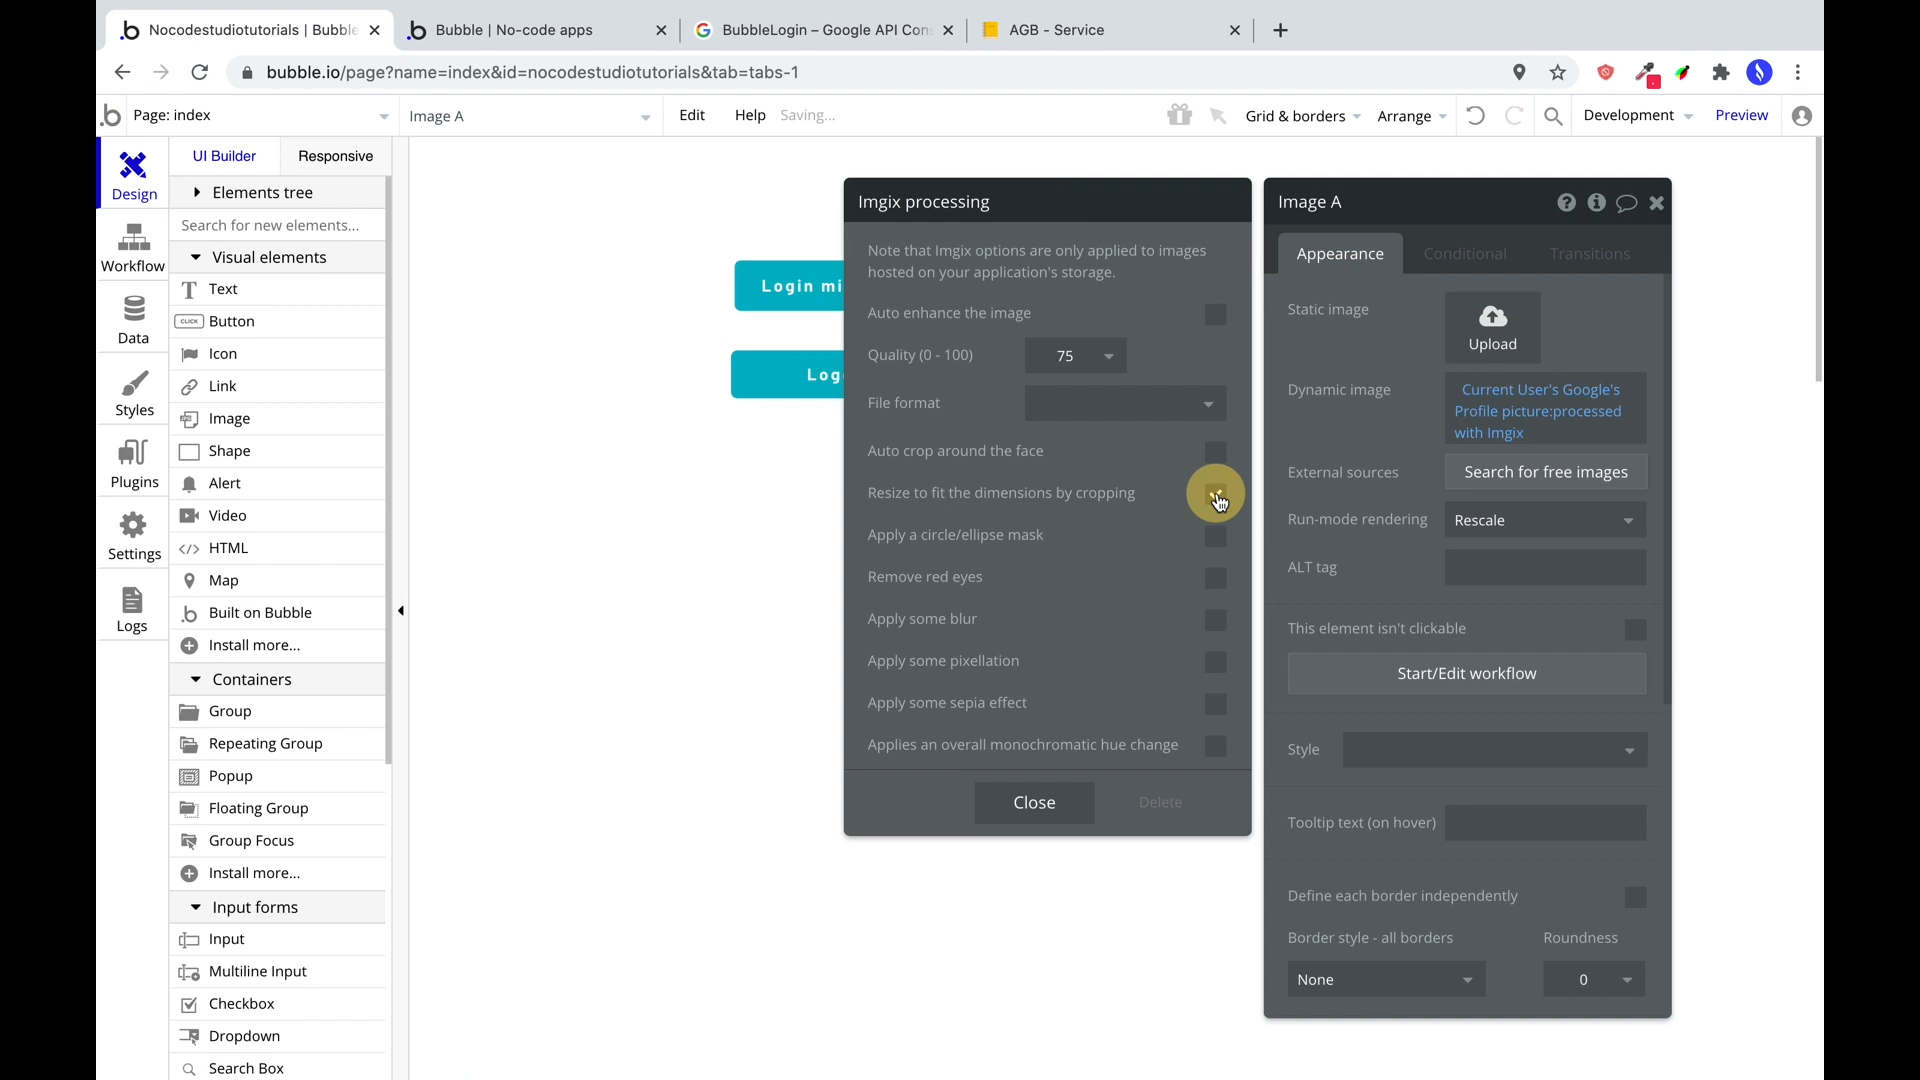 Nocodestudiotutorials | Bubble
Bubble | No-code apps
BubbleLogin – Google API Con
AGB - Service
bubble.io/page?name=index&id=nocodestudiotutorials&tab=tabs-1
Page: index
Image A
Edit
Help
Saving...
Grid & borders
Arrange
Development
Preview
Design
Workflow
Data
Styles
Plugins
Settings
Logs
UI Builder
Responsive
Elements tree
Search for new elements...
Visual elements
Text
CLICK
Button
Icon
Link
Image
Shape
Alert
Video
HTML
Map
Built on Bubble
Install more...
Containers
Group
Repeating Group
Popup
Floating Group
Group Focus
Install more...
Input forms
Input
Multiline Input
Checkbox
Dropdown
Search Box
Login mi
Log
Imgix processing
Note that Imgix options are only applied to images
hosted on your application's storage.
Auto enhance the image
Quality (0 - 100)
75
File format
Auto crop around the face
Resize to fit the dimensions by cropping
Apply a circle/ellipse mask
Remove red eyes
Apply some blur
Apply some pixellation
Apply some sepia effect
Applies an overall monochromatic hue change
Close
Delete
Image A
Appearance
Conditional
Transitions
Static image
Upload
Dynamic image
Current User's Google's
Profile picture:processed
with Imgix
External sources
Search for free images
Run-mode rendering
Rescale
ALT tag
This element isn't clickable
Start/Edit workflow
Style
Tooltip text (on hover)
Define each border independently
Border style - all borders
Roundness
None
0